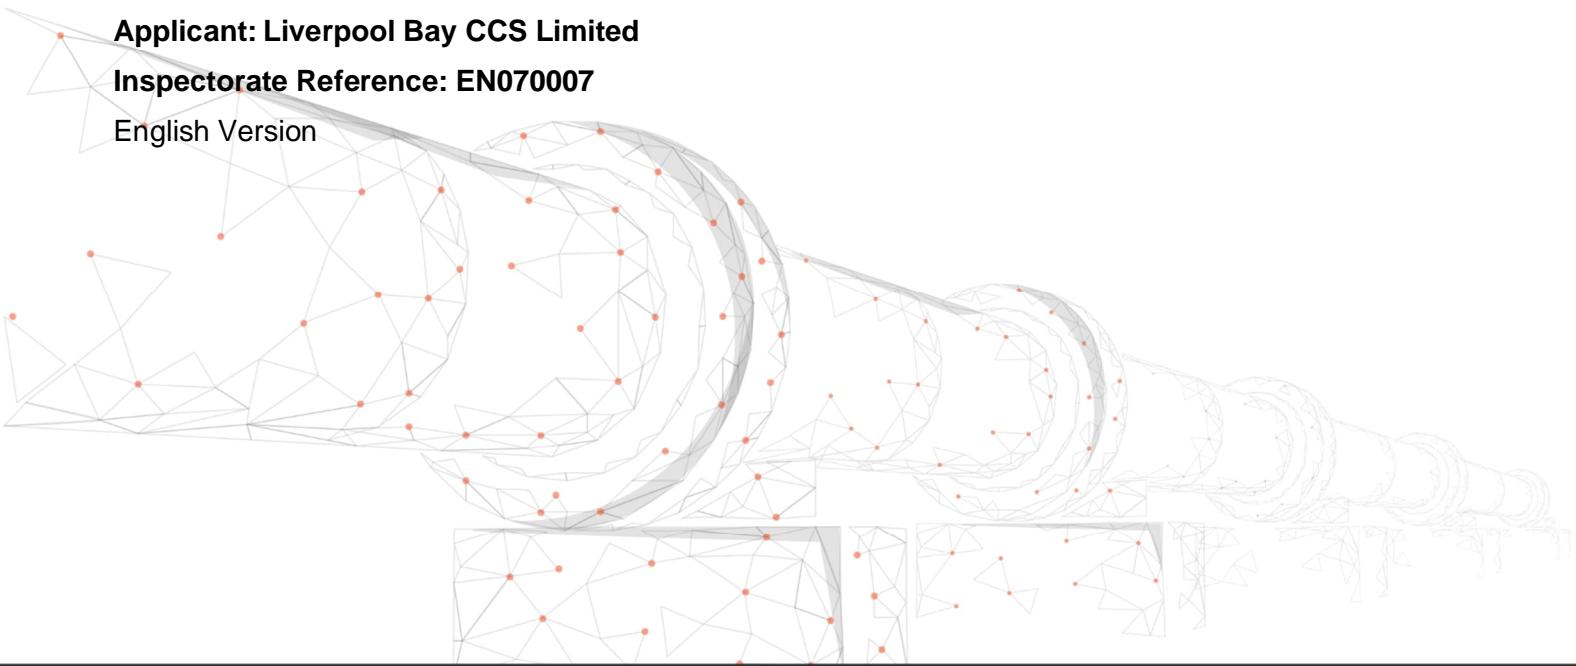 Applicant: Liverpool Bay CCS Limited
Inspectorate Reference: EN070007
English Version